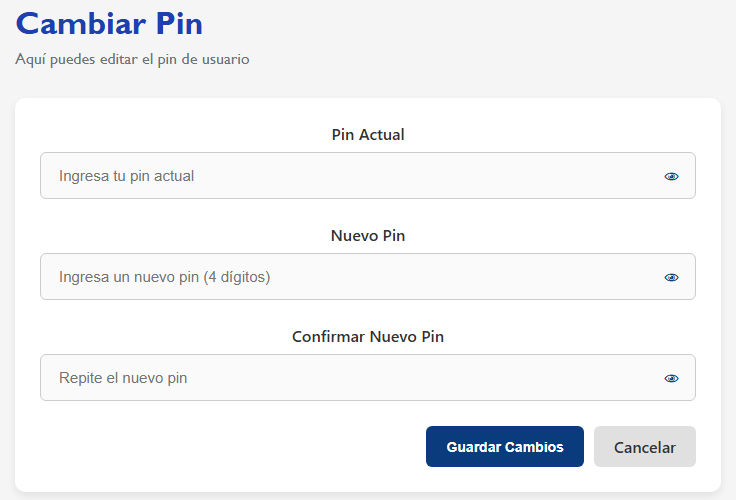 Cambiar Pin
Aquí puedes editar el pin de usuario
Pin Actual
Ingresa tu pin actual
Nuevo Pin
Ingresa un nuevo pin (4 dígitos)
Confirmar Nuevo Pin
Repite el nuevo pin
Guardar Cambios
Cancelar